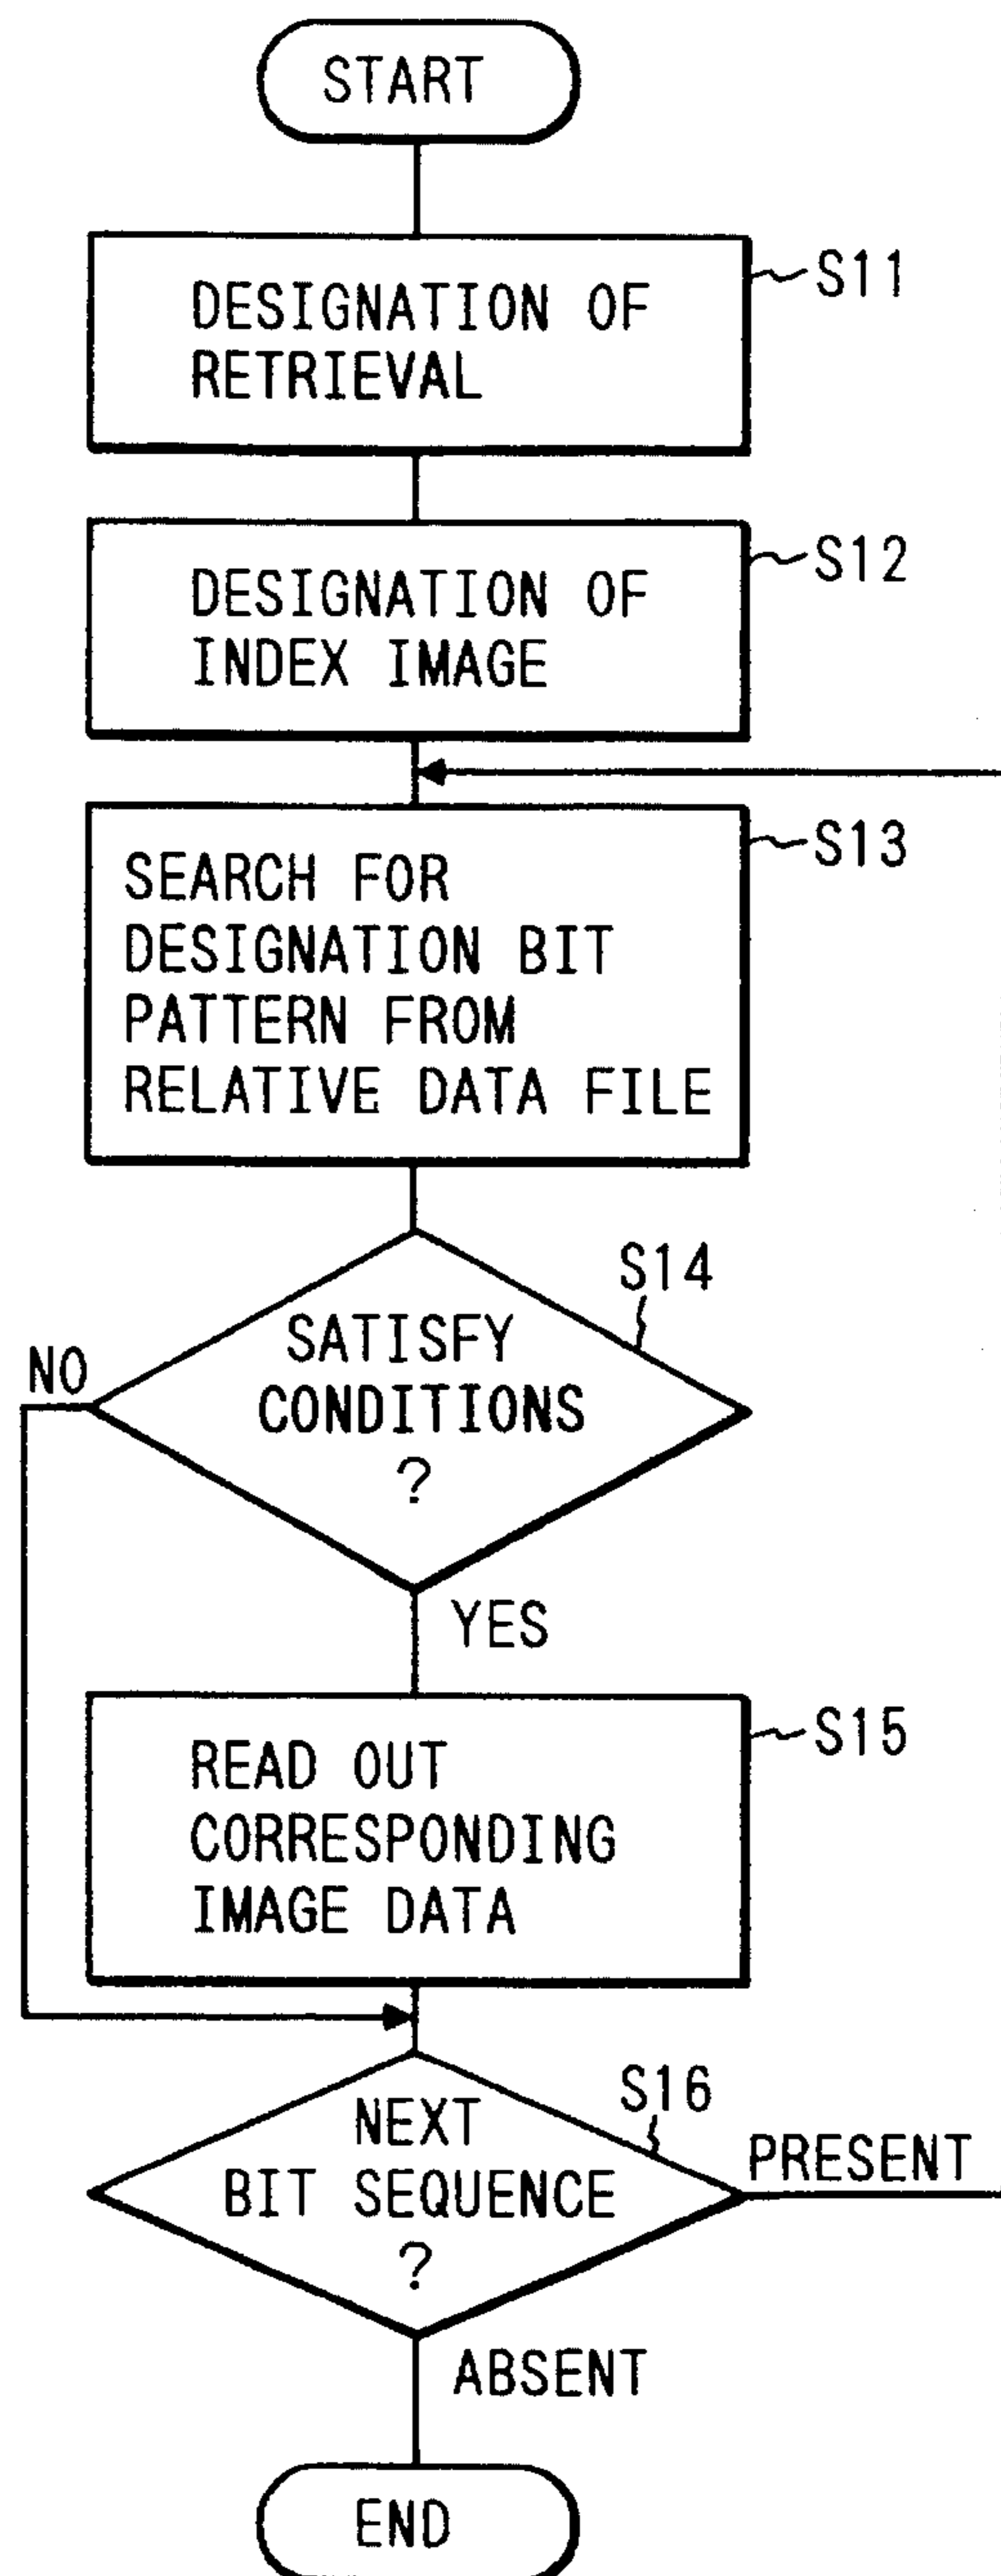 START
S11
DESIGNATION OF
RETRIEVAL
S12
DESIGNATION OF
INDEX IMAGE
S13
SEARCH FOR
DESIGNATION BIT
PATTERN FROM
RELATIVE DATA FILE
S14
SATISFY
CONDITIONS
?
NO
YES
S15
READ OUT
CORRESPONDING
IMAGE DATA
S16
NEXT
BIT SEQUENCE
?
PRESENT
ABSENT
END